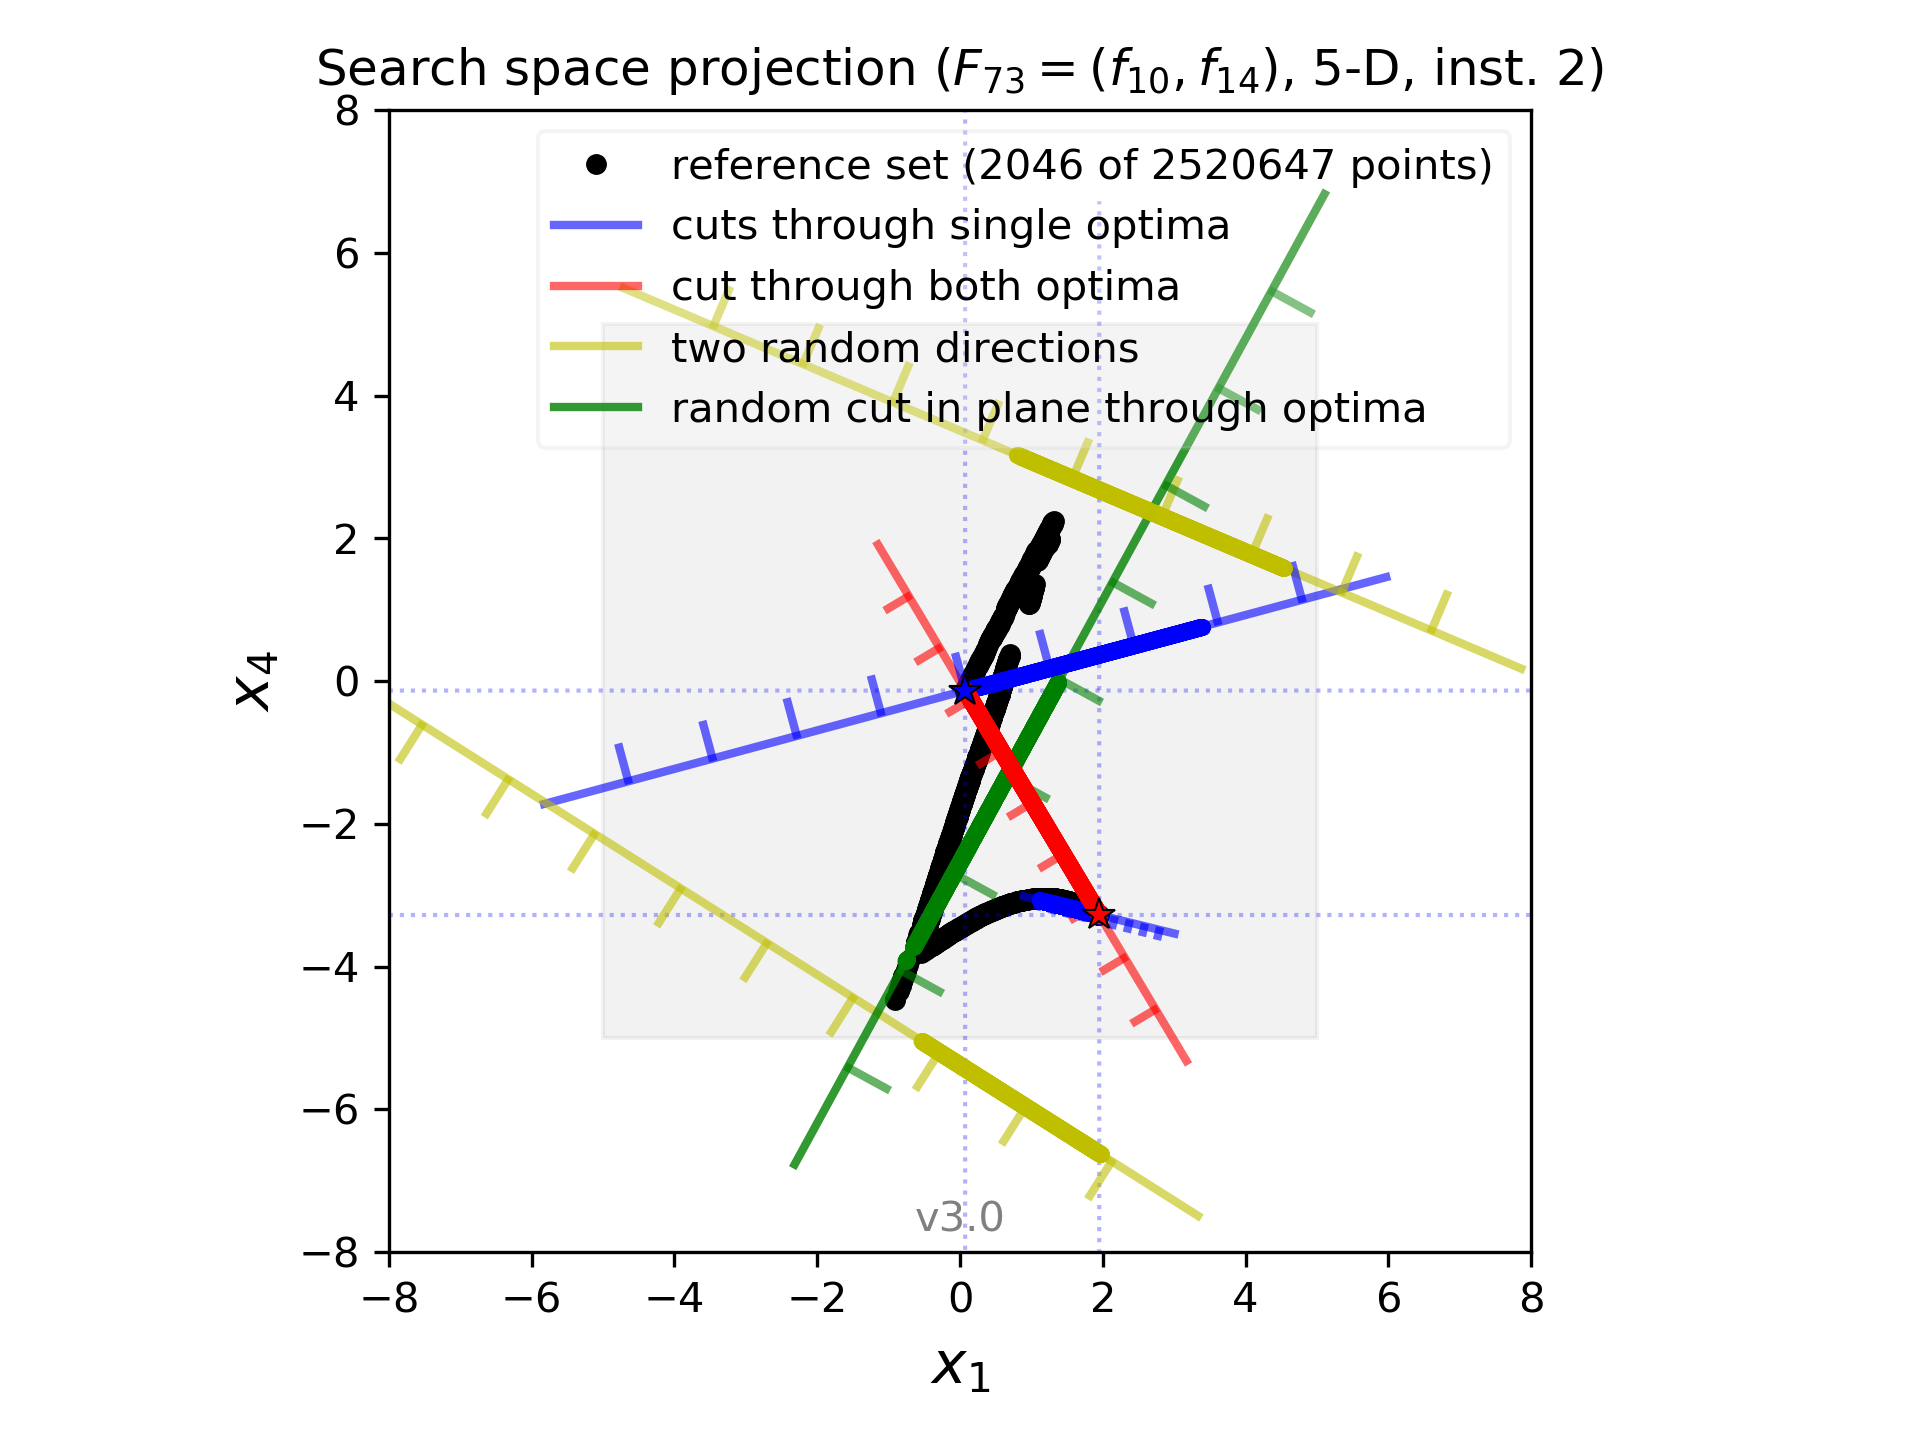 Search space projection (F₇₃ = (f₁₀, f₁₄), 5-D, inst. 2)
reference set (2046 of 2520647 points)
cuts through single optima
cut through both optima
two random directions
random cut in plane through optima
8
6
4
2
0
−2
−4
−6
−8
x₄
v3.0
−8 −6 −4 −2 0 2 4 6 8
x₁